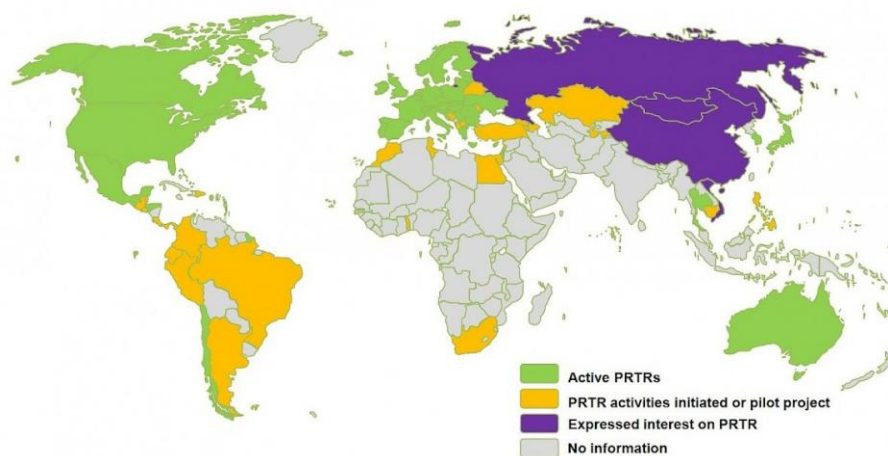 Active PRTRs
PRTR activities initiated or pilot project
Expressed interest on PRTR
No information